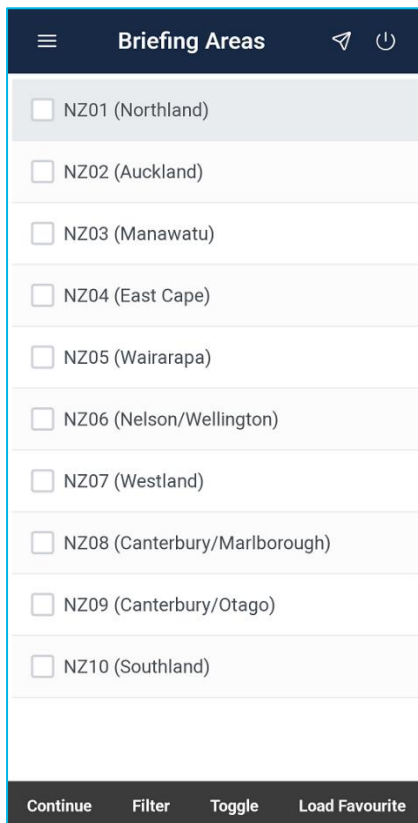 Briefing Areas
NZ01 (Northland)
NZ02 (Auckland)
NZ03 (Manawatu)
NZ04 (East Cape)
NZ05 (Wairarapa)
NZ06 (Nelson/Wellington)
NZ07 (Westland)
NZ08 (Canterbury/Marlborough)
NZ09 (Canterbury/Otago)
NZ10 (Southland)
Continue Filter Toggle Load Favourite